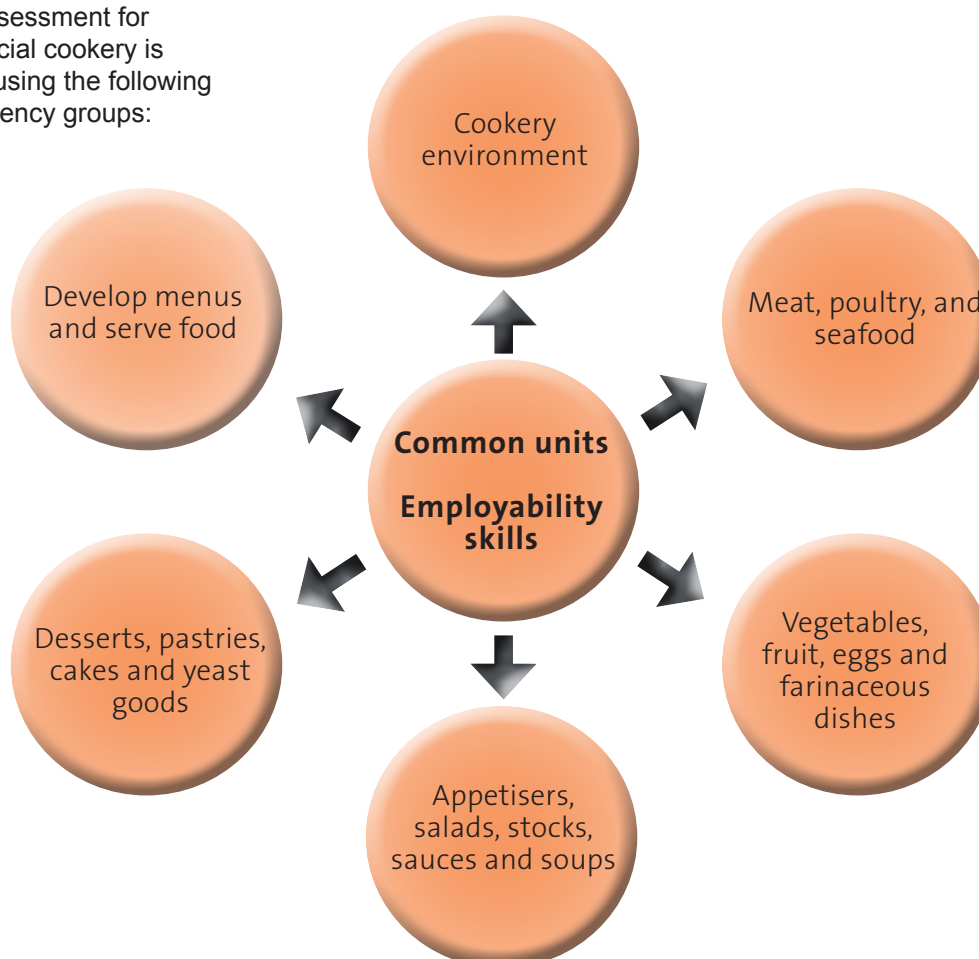 sessment for
cial cookery is
using the following
ency groups:
Cookery
environment
Develop menus
and serve food
Meat, poultry, and
seafood
Common units
Employability
skills
Desserts, pastries,
cakes and yeast
goods
Vegetables,
fruit, eggs and
farinaceous
dishes
Appetisers,
salads, stocks,
sauces and soups